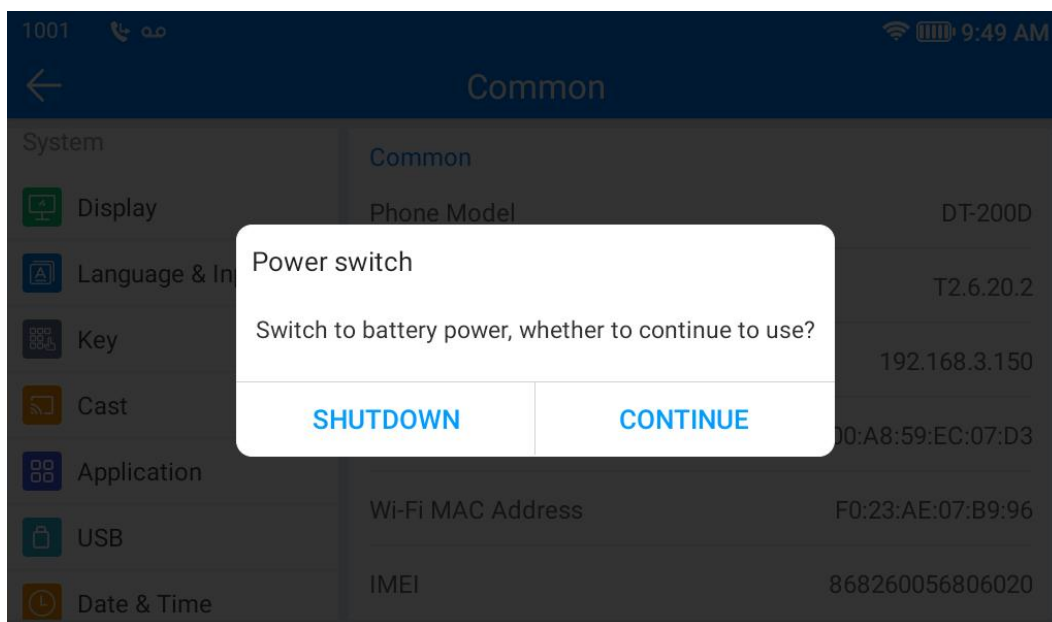 1001 9:49 AM
Common
System
Common
Display
Phone Model DT-200D
Language & In
T2.6.20.2
Power switch
Switch to battery power, whether to continue to use?
Key
192.168.3.150
SHUTDOWN CONTINUE
Cast
00:A8:59:EC:07:D3
Application
Wi-Fi MAC Address F0:23:AE:07:B9:96
USB
IMEI 868260056806020
Date & Time